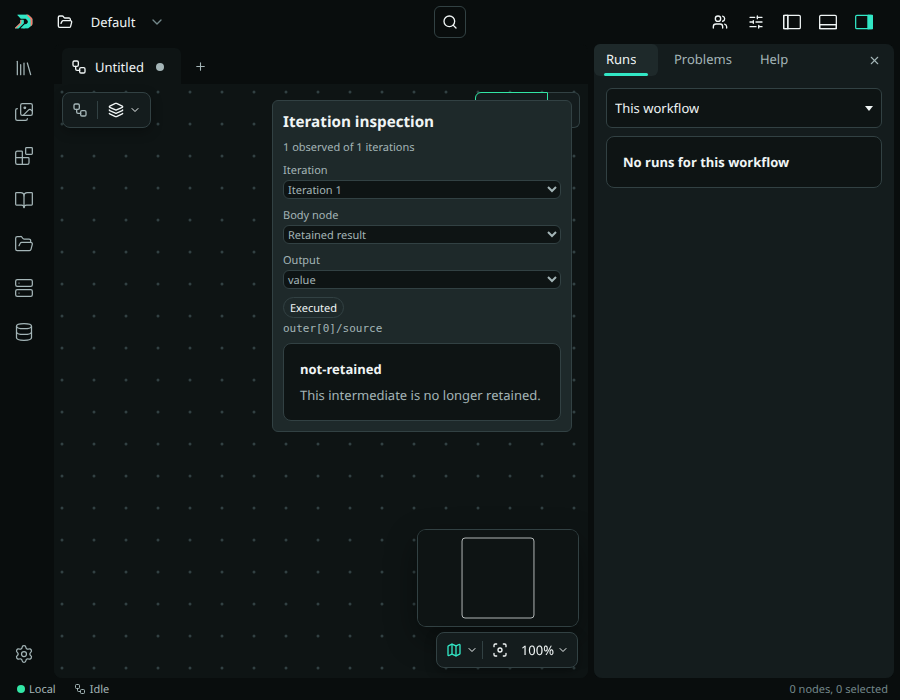 Default
Untitled
Iteration inspection
1 observed of 1 iterations
Iteration
Iteration 1
Body node
Retained result
Output
value
Executed
outer[0]/source
not-retained
This intermediate is no longer retained.
100%
Runs
Problems
Help
This workflow
No runs for this workflow
Local
Idle
0 nodes, 0 selected